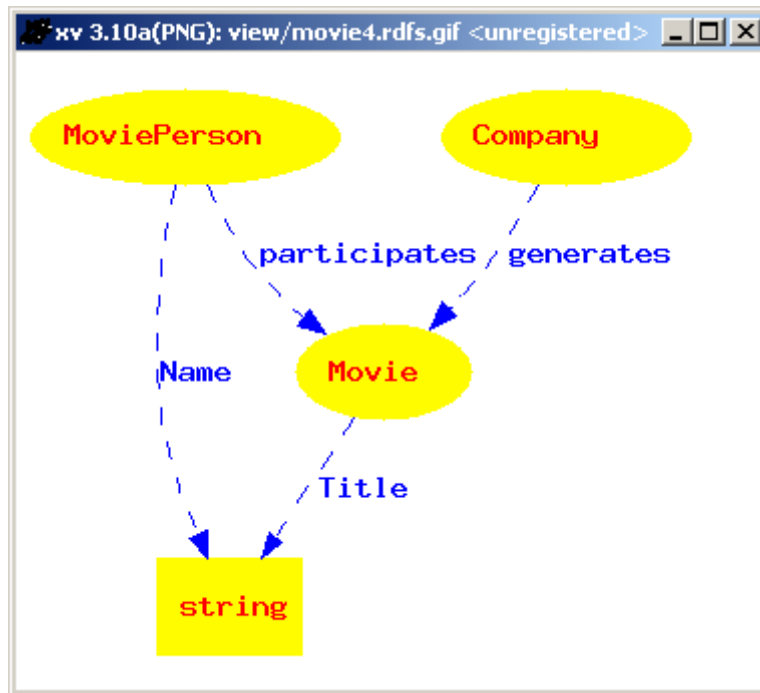 xv 3.10a(PNG): view/movie4.rdfs.gif <unregistered>
MoviePerson
Company
participates
generates
Name
Movie
Title
string